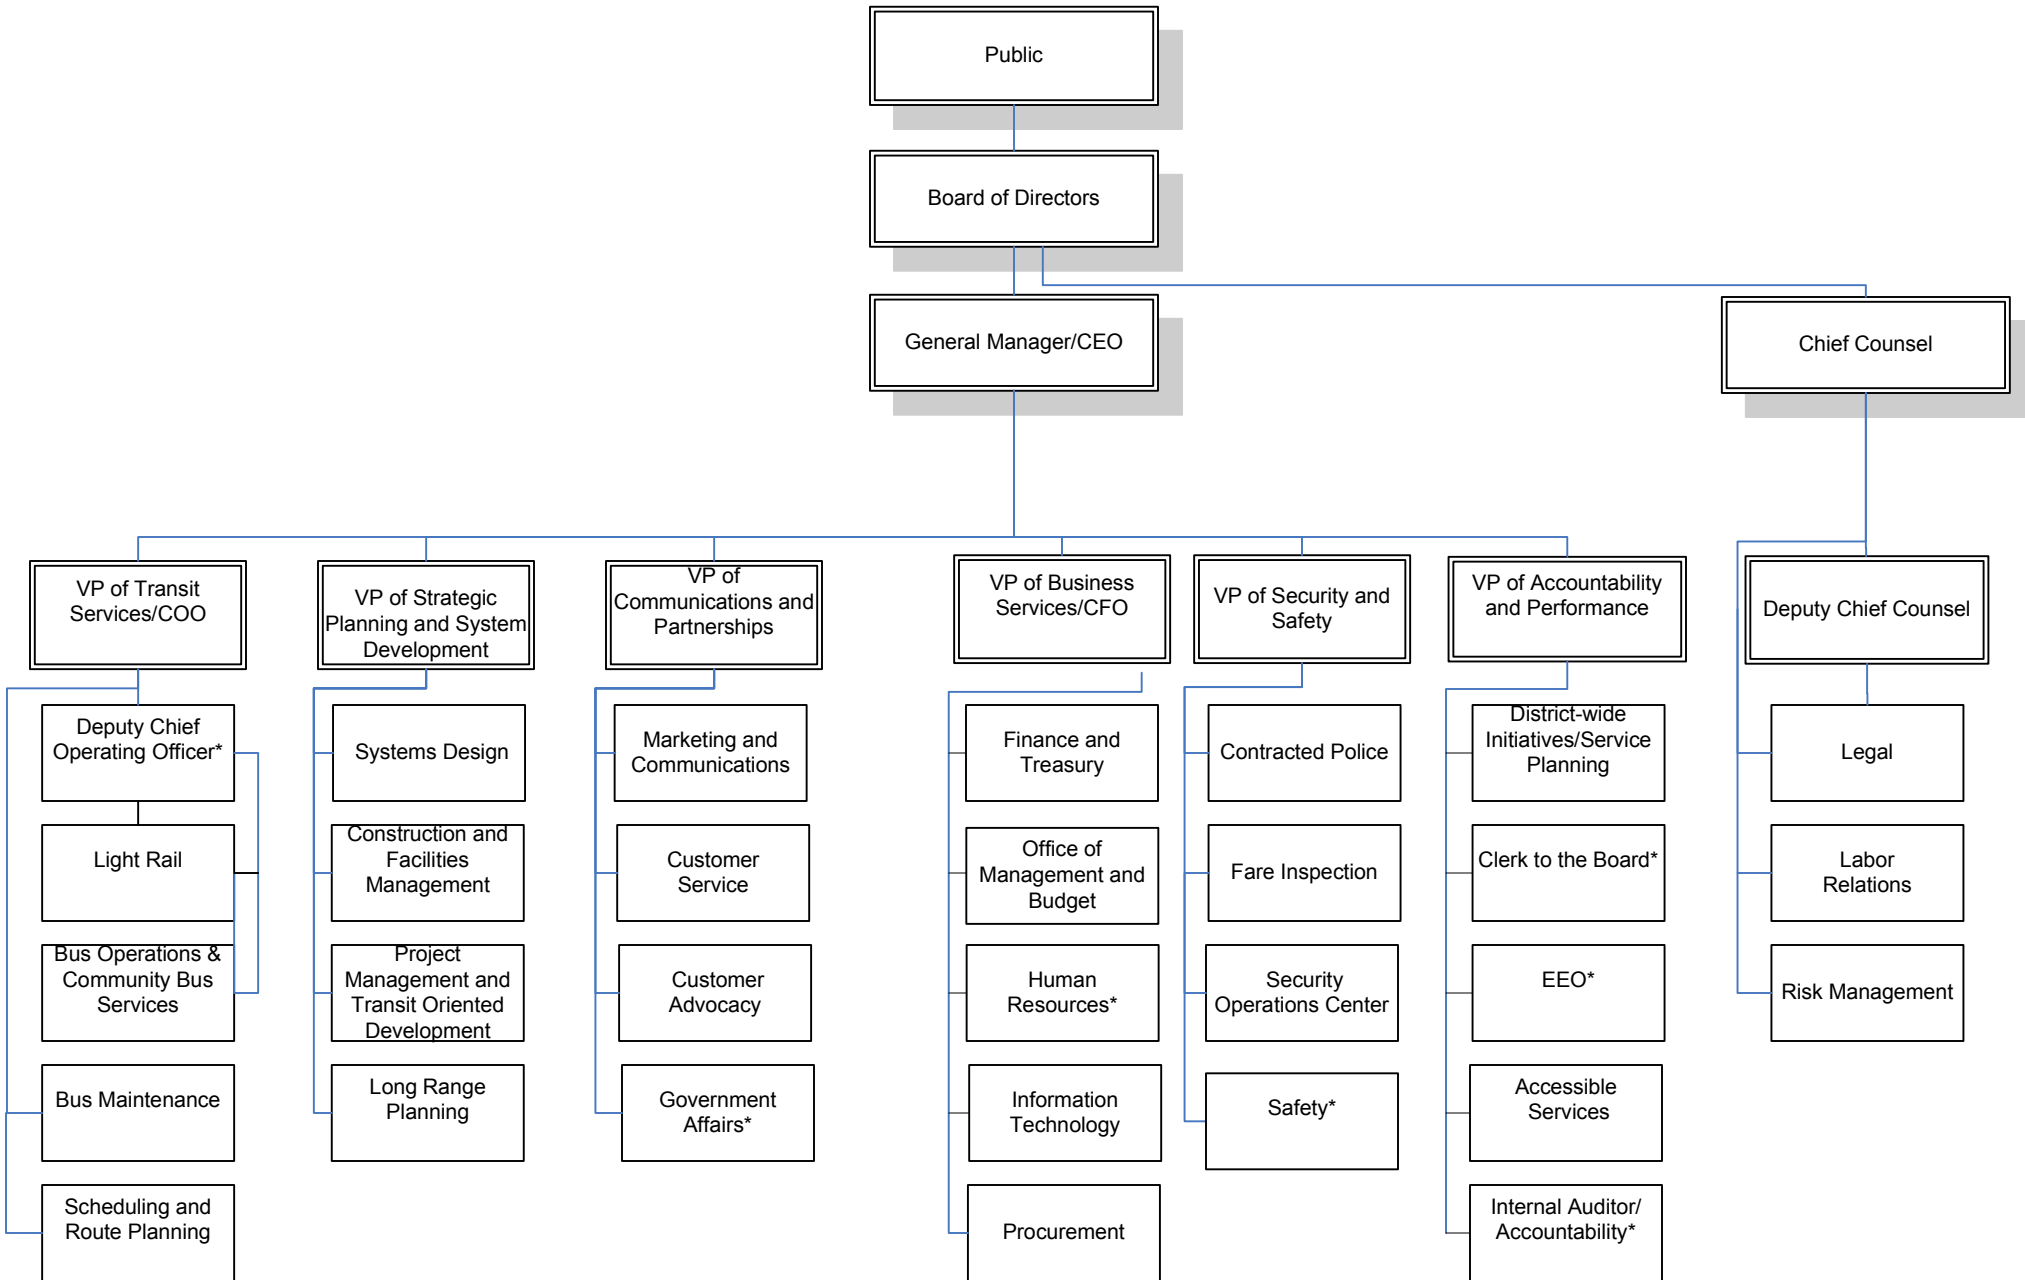 Public
Board of Directors
General Manager/CEO
Chief Counsel
VP of Transit
Services/COO
VP of Strategic
Planning and System
Development
VP of
Communications and
Partnerships
VP of Business
Services/CFO
VP of Security and
Safety
VP of Accountability
and Performance
Deputy Chief Counsel
Deputy Chief
Operating Officer*
Light Rail
Bus Operations &
Community Bus
Services
Bus Maintenance
Scheduling and
Route Planning
Systems Design
Construction and
Facilities
Management
Project
Management and
Transit Oriented
Development
Long Range
Planning
Marketing and
Communications
Customer
Service
Customer
Advocacy
Government
Affairs*
Finance and
Treasury
Office of
Management and
Budget
Human
Resources*
Information
Technology
Procurement
Contracted Police
Fare Inspection
Security
Operations Center
Safety*
District-wide
Initiatives/Service
Planning
Clerk to the Board*
EEO*
Accessible
Services
Internal Auditor/
Accountability*
Legal
Labor
Relations
Risk Management